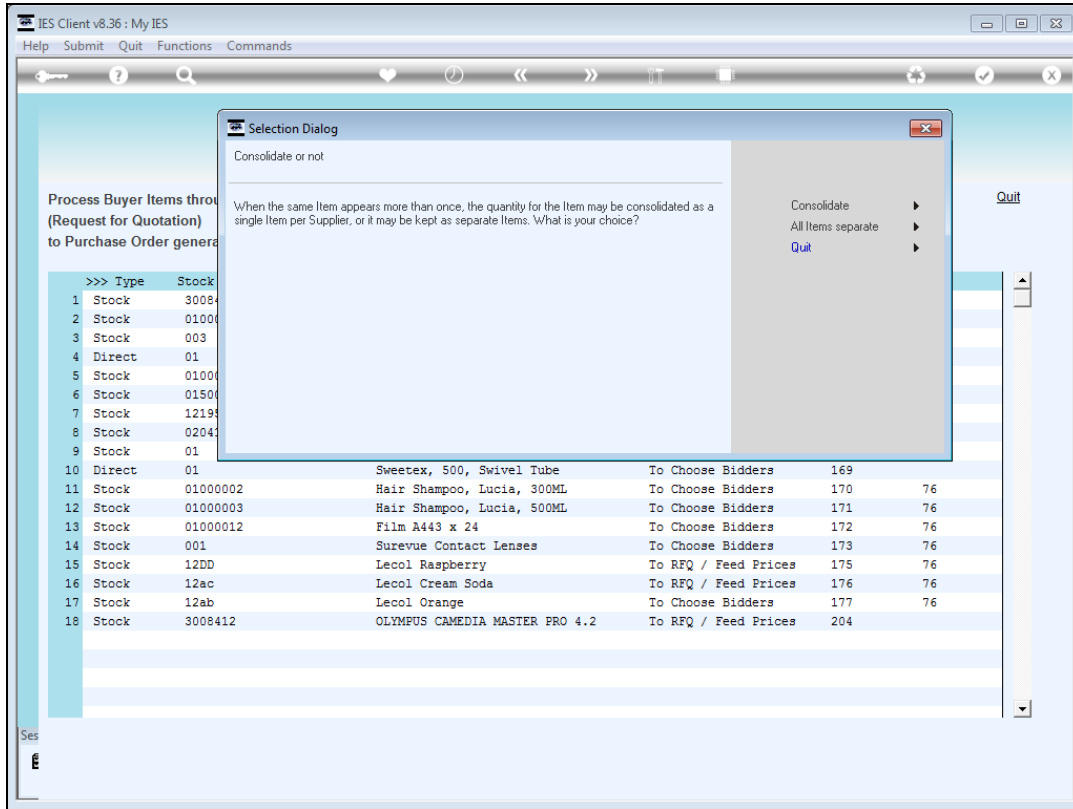 IES Client v8.36 : My IES
Help Submit Quit Functions Commands
Selection Dialog
Consolidate or not
When the same Item appears more than once, the quantity for the Item may be consolidated as a
single Item per Supplier, or it may be kept as separate Items. What is your choice?
Consolidate
All Items separate
Quit
Process Buyer Items throu
(Request for Quotation)
to Purchase Order genera
Quit
>>> Type Stock
1 Stock 3008
2 Stock 0100
3 Stock 003
4 Direct 01
5 Stock 0100
6 Stock 0150
7 Stock 1219
8 Stock 0204
9 Stock 01
10 Direct 01 Sweetex, 500, Swivel Tube To Choose Bidders 169
11 Stock 01000002 Hair Shampoo, Lucia, 300ML To Choose Bidders 170 76
12 Stock 01000003 Hair Shampoo, Lucia, 500ML To Choose Bidders 171 76
13 Stock 01000012 Film A443 x 24 To Choose Bidders 172 76
14 Stock 001 Surevue Contact Lenses To Choose Bidders 173 76
15 Stock 12DD Lecol Raspberry To RFQ / Feed Prices 175 76
16 Stock 12ac Lecol Cream Soda To RFQ / Feed Prices 176 76
17 Stock 12ab Lecol Orange To Choose Bidders 177 76
18 Stock 3008412 OLYMPUS CAMEDIA MASTER PRO 4.2 To RFQ / Feed Prices 204
Ses